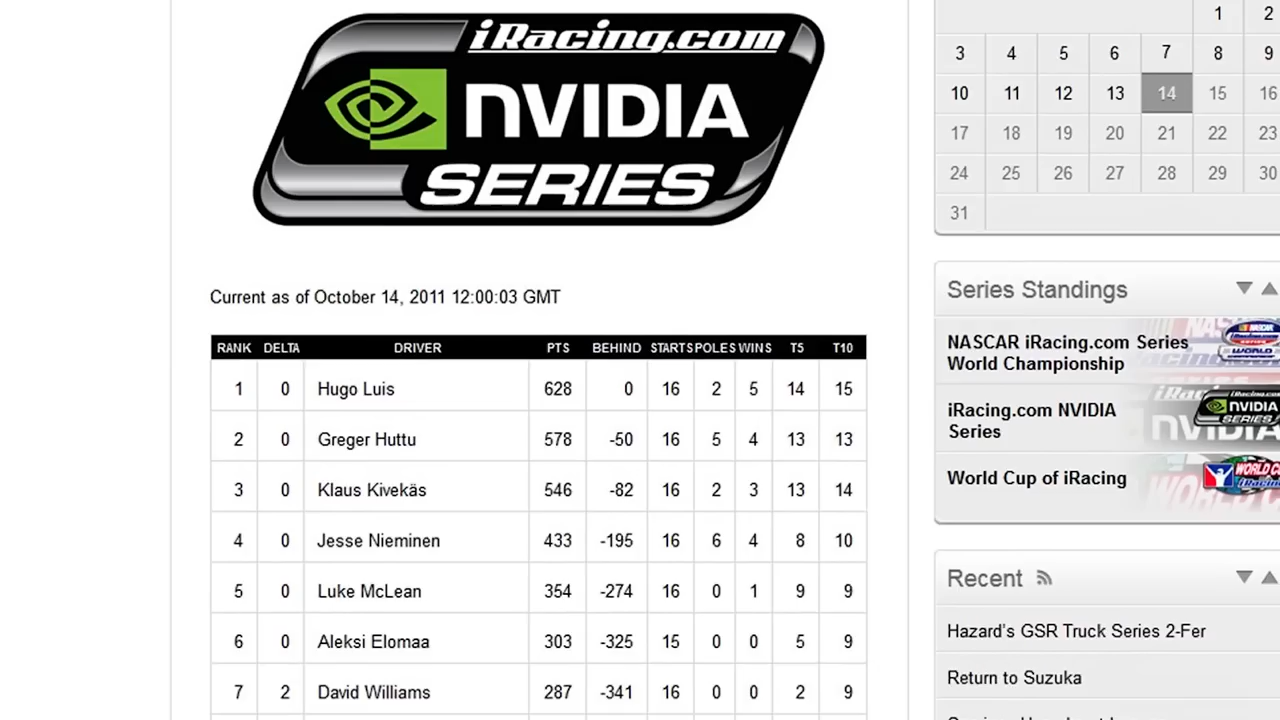 iRacing.com
NVIDIA
SERIES
Current as of October 14, 2011 12:00:03 GMT
RANK DELTA DRIVER PTS BEHIND STARTS POLES WINS T5 T10
1 0 Hugo Luis 628 0 16 2 5 14 15
2 0 Greger Huttu 578 -50 16 5 4 13 13
3 0 Klaus Kivekäs 546 -82 16 2 3 13 14
4 0 Jesse Nieminen 433 -195 16 6 4 8 10
5 0 Luke McLean 354 -274 16 0 1 9 9
6 0 Aleksi Elomaa 303 -325 15 0 0 5 9
7 2 David Williams 287 -341 16 0 0 2 9
1 2
3 4 5 6 7 8 9
10 11 12 13 14 15 16
17 18 19 20 21 22 23
24 25 26 27 28 29 30
31
Series Standings
NASCAR iRacing.com Series
World Championship
iRacing.com NVIDIA
Series
World Cup of iRacing
Recent
Hazard's GSR Truck Series 2-Fer
Return to Suzuka